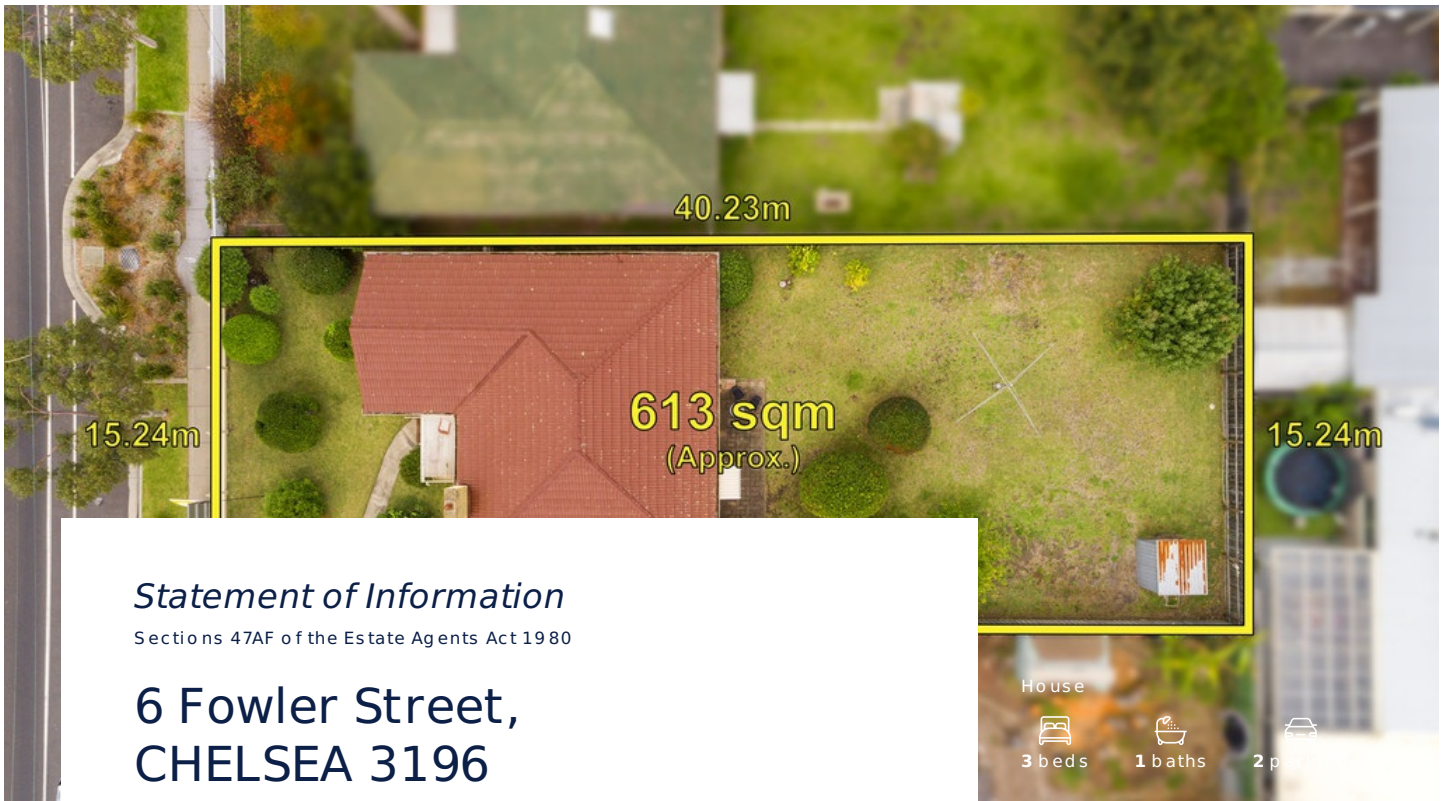 40.23m
613 sqm
(Approx.)
15.24m
15.24m
Statement of Information
Sections 47AF of the Estate Agents Act 1980
6 Fowler Street,
CHELSEA 3196
House
3 beds
1 baths
2